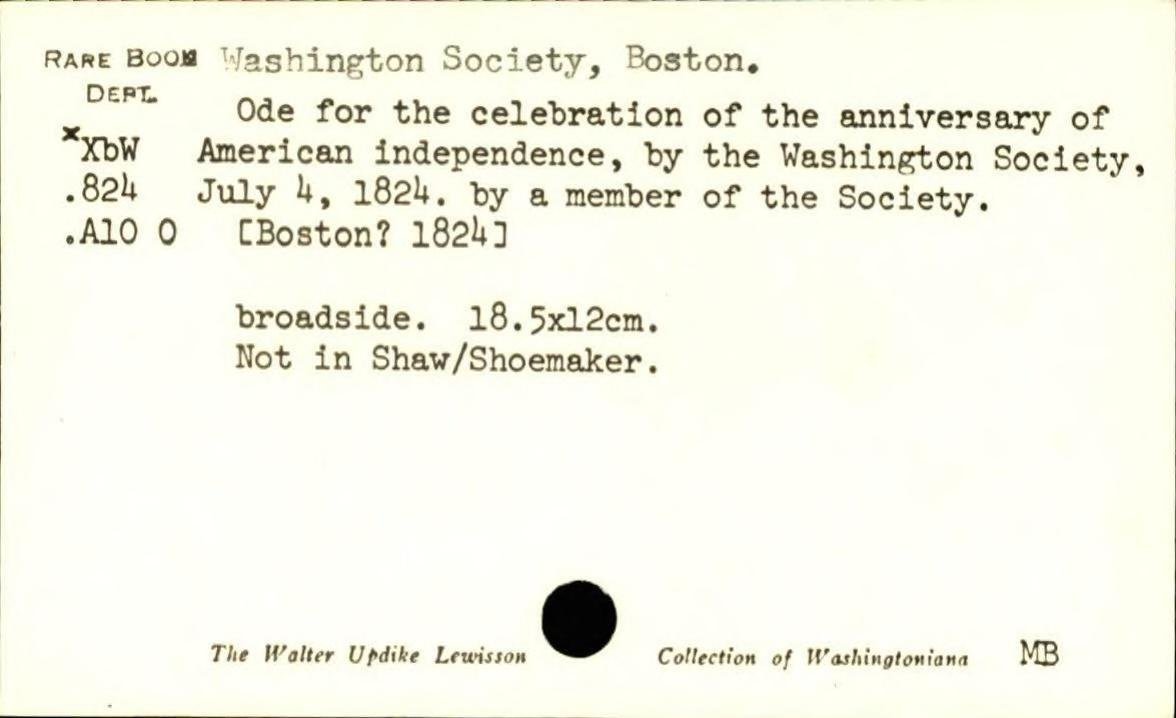 RARE BOOK Washington Society, Boston.
DEPT.
Ode for the celebration of the anniversary of
*XbW American independence, by the Washington Society,
.824 July 4, 1824. by a member of the Society.
.A10 O [Boston? 1824]
broadside. 18.5x12cm.
Not in Shaw/Shoemaker.
The Walter Updike Lewisson Collection of Washingtoniana MB